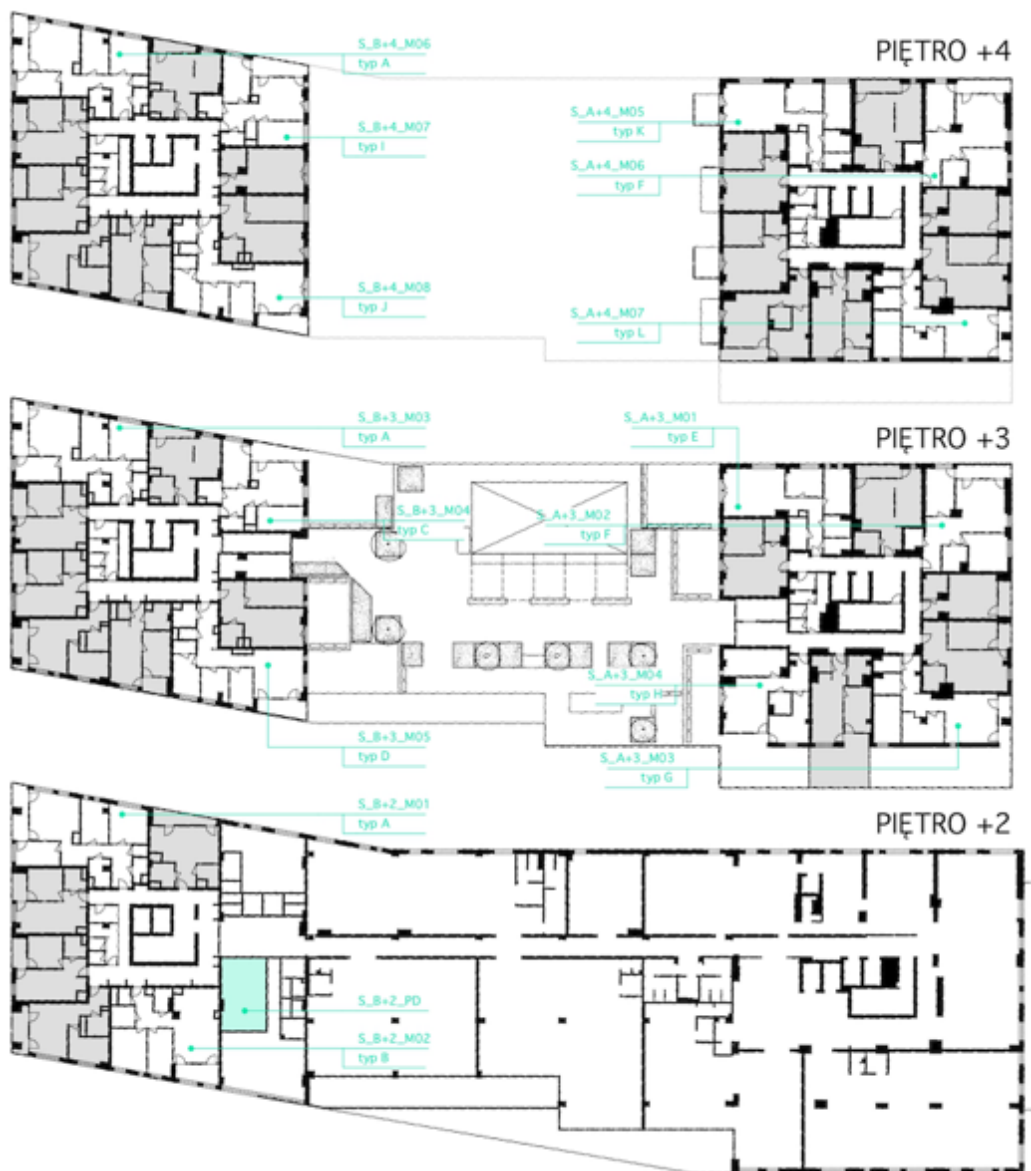 PIĘTRO +4
S_B+4_M06
typ A
S_B+4_M07
typ I
S_B+4_M08
typ J
S_A+4_M05
typ K
S_A+4_M06
typ F
S_A+4_M07
typ L
PIĘTRO +3
S_B+3_M03
typ A
S_B+3_M04
typ C
S_B+3_M05
typ D
S_A+3_M01
typ E
S_A+3_M02
typ F
S_A+3_M04
typ H
S_A+3_M03
typ G
PIĘTRO +2
S_B+2_M01
typ A
S_B+2_PD
S_B+2_M02
typ B